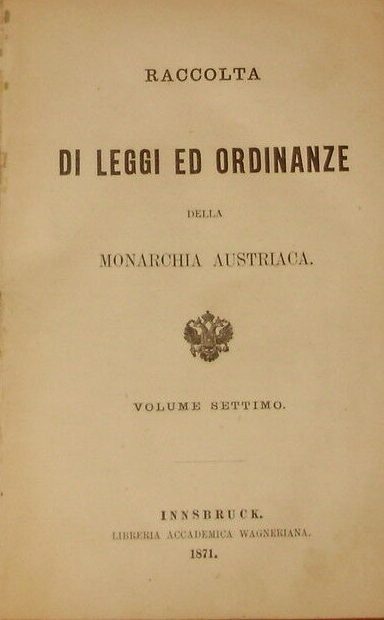 RACCOLTA
DI LEGGI ED ORDINANZE
DELLA
MONARCHIA AUSTRIACA.
VOLUME SETTIMO.
INNSBRUCK.
LIBRERIA ACCADEMICA WAGNERIANA.
1871.